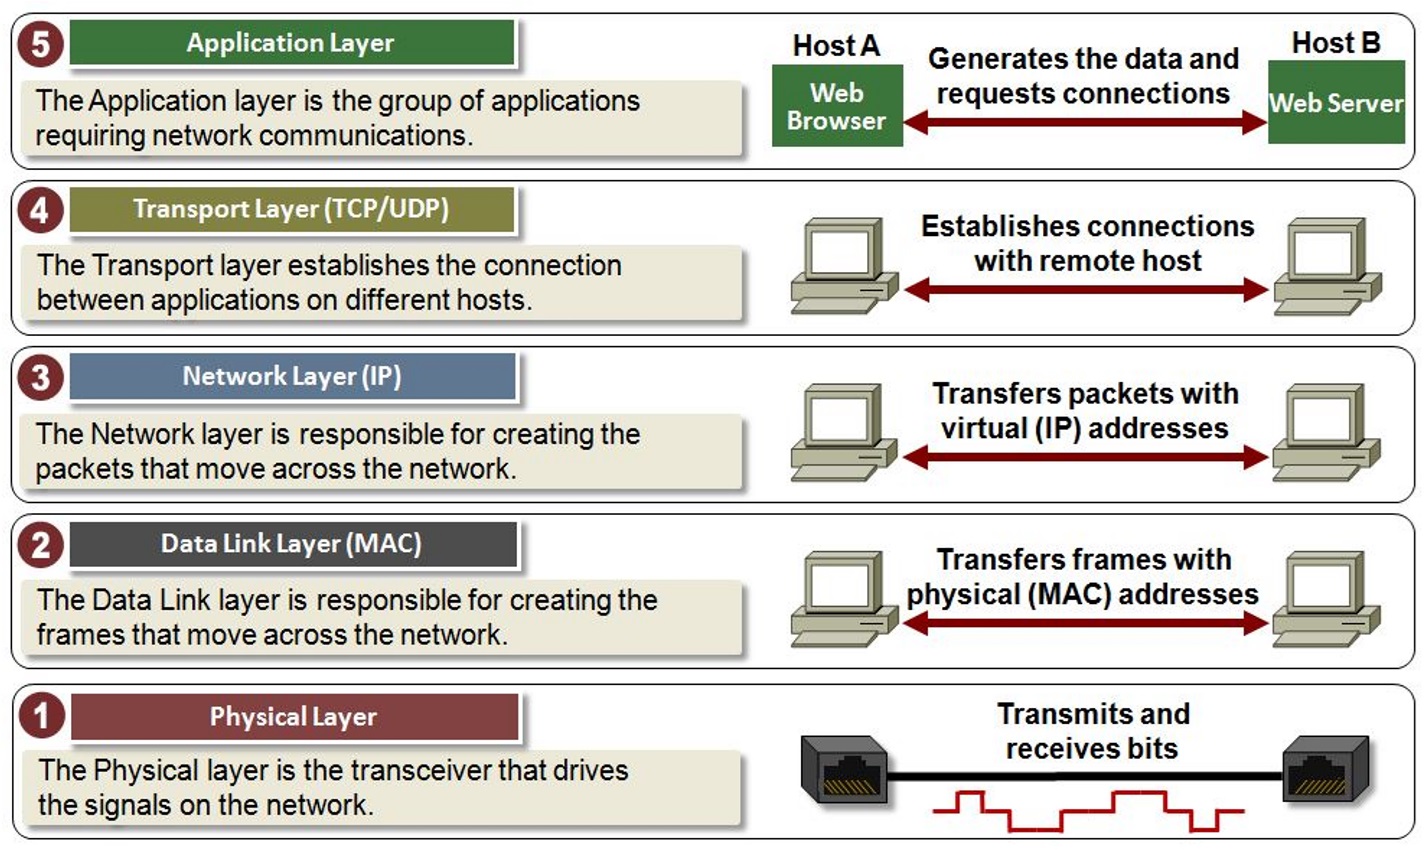 5
Application Layer
The Application layer is the group of applications
requiring network communications.
Host A
Web
Browser
Generates the data and
requests connections
Host B
Web Server
4
Transport Layer (TCP/UDP)
The Transport layer establishes the connection
between applications on different hosts.
Establishes connections
with remote host
3
Network Layer (IP)
The Network layer is responsible for creating the
packets that move across the network.
Transfers packets with
virtual (IP) addresses
2
Data Link Layer (MAC)
The Data Link layer is responsible for creating the
frames that move across the network.
Transfers frames with
physical (MAC) addresses
1
Physical Layer
The Physical layer is the transceiver that drives
the signals on the network.
Transmits and
receives bits